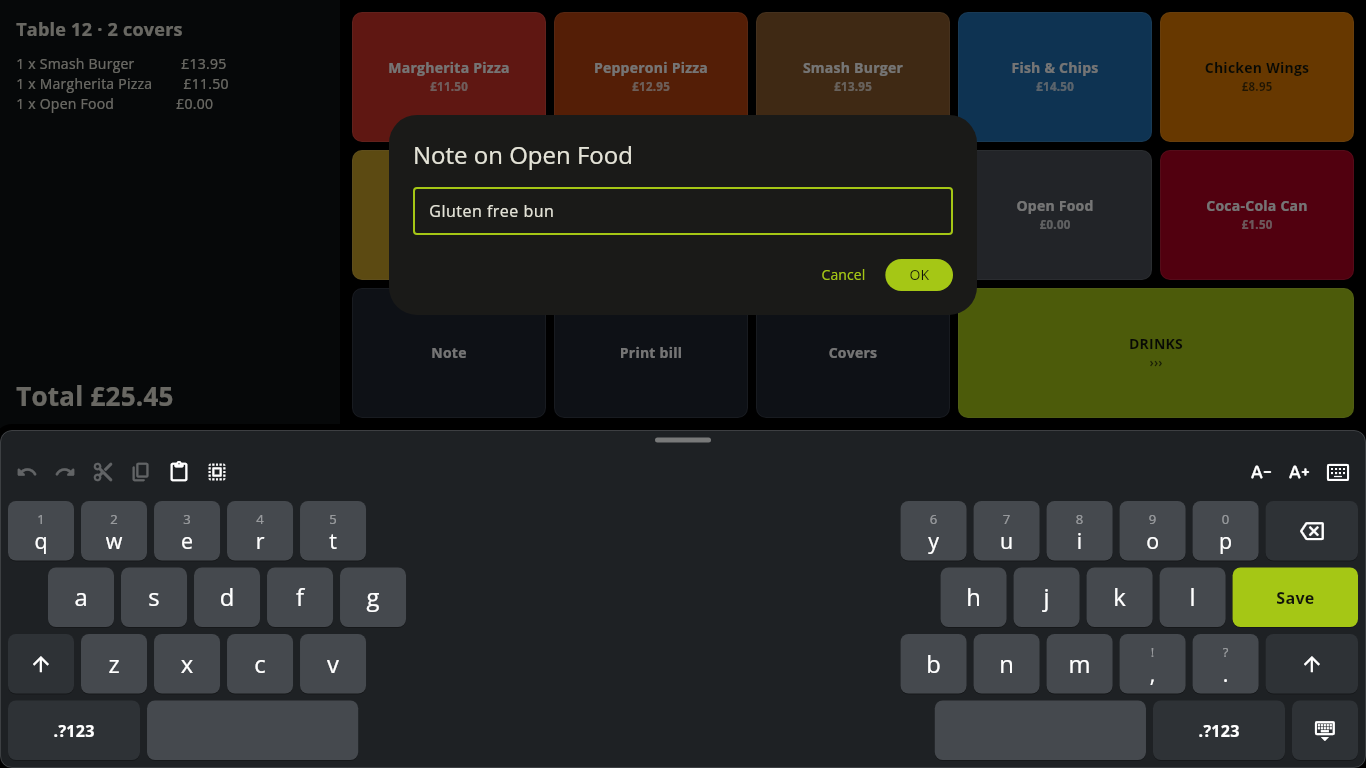 Table 12 · 2 covers
1 x Smash Burger £13.95
1 x Margherita Pizza £11.50
1 x Open Food £0.00
Total £25.45
Margherita Pizza
£11.50
Pepperoni Pizza
£12.95
Smash Burger
£13.95
Fish & Chips
£14.50
Chicken Wings
£8.95
Open Food
£0.00
Coca-Cola Can
£1.50
Note
Print bill
Covers
DRINKS
›››
Note on Open Food
Gluten free bun
Cancel
OK
A−
A+
1 2 3 4 5 6 7 8 9 0
q w e r t y u i o p
a s d f g h j k l Save
! ?
z x c v b n m , .
.?123 .?123